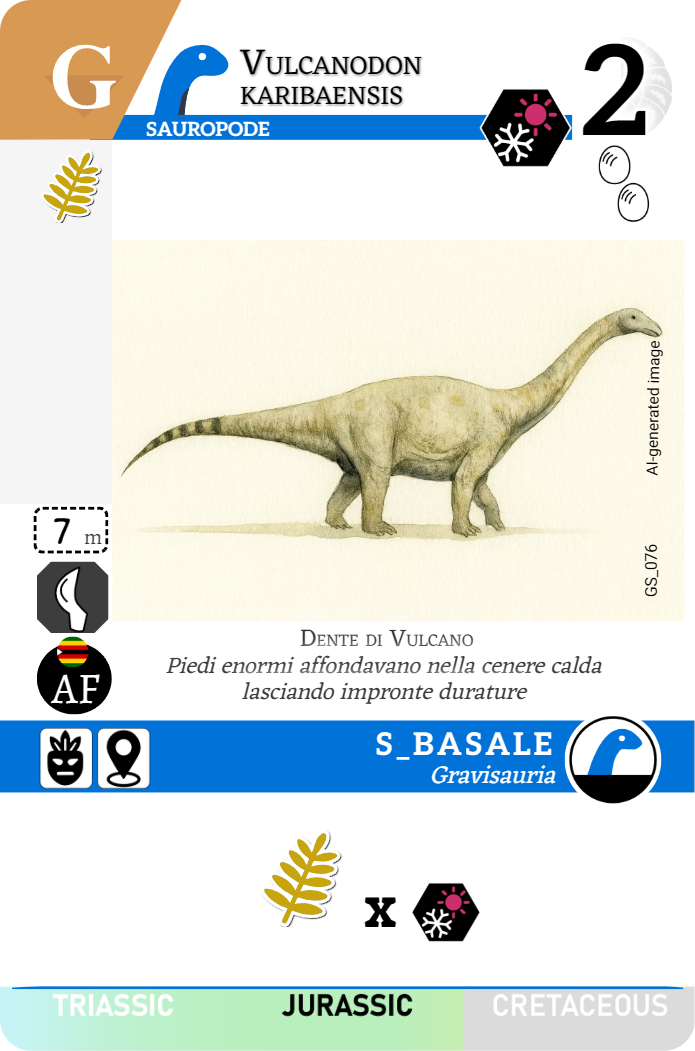 G
VULCANODON
KARIBAENSIS
2
SAUROPODE
AI-generated image
GS_076
7 m
AF
DENTE DI VULCANO
Piedi enormi affondavano nella cenere calda
lasciando impronte durature
S_BASALE
Gravisauria
x
TRIASSIC JURASSIC CRETACEOUS